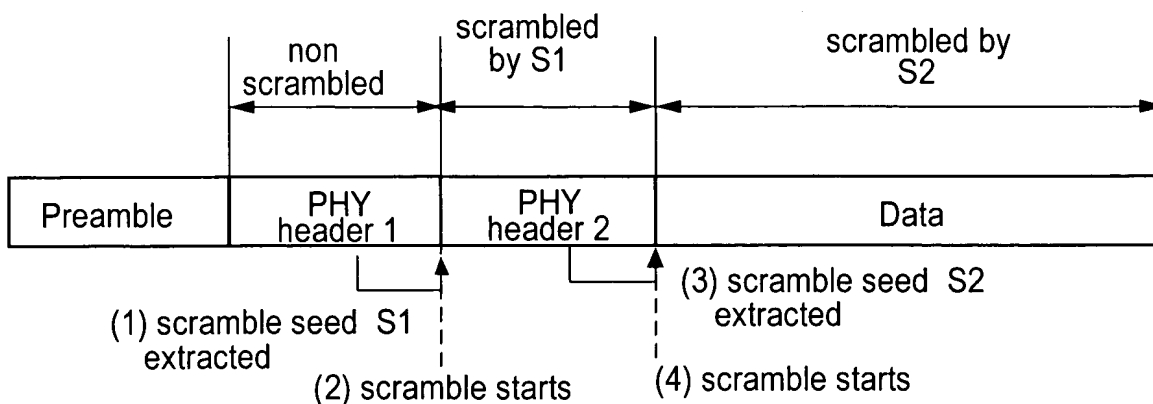 non
scrambled
scrambled
by S1
scrambled by
S2
Preamble
PHY
header 1
PHY
header 2
Data
(1) scramble seed S1
extracted
(2) scramble starts
(3) scramble seed S2
extracted
(4) scramble starts